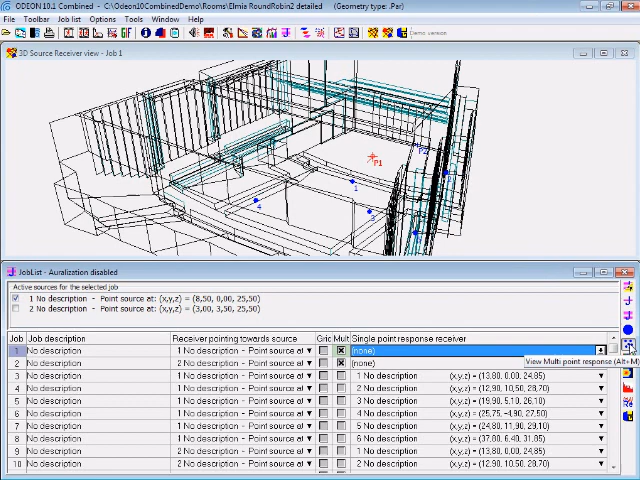 ODEON 10.1 Combined - C:\Odeon10CombinedDemo\Rooms\Elmia RoundRobin2 detailed (Geometry type: .Par)
File Toolbar Job list Options Tools Window Help
Demo version
3D Source Receiver view - Job 1
P1
P2
1
3
4
JobList - Auralization disabled
Active sources for the selected job
1 No description - Point source at: (x,y,z) = (8,50, 0,00, 25,50)
2 No description - Point source at: (x,y,z) = (3,00, 3,50, 25,50)
Job Job description Receiver pointing towards source Grid Mult Single point response receiver
1 No description 1 No description - Point source at (none)
2 No description 2 No description - Point source at (none)
View Multi point response (Alt+M)
3 No description 1 No description - Point source at 1 No description (x,y,z) = (13,80, 0,00, 24,85)
4 No description 1 No description - Point source at 2 No description (x,y,z) = (12,90, 10,50, 28,70)
5 No description 1 No description - Point source at 3 No description (x,y,z) = (19,90, 5,10, 26,10)
6 No description 1 No description - Point source at 4 No description (x,y,z) = (25,75, -4,90, 27,50)
7 No description 1 No description - Point source at 5 No description (x,y,z) = (24,80, 11,90, 29,10)
8 No description 1 No description - Point source at 6 No description (x,y,z) = (37,80, 6,40, 31,85)
9 No description 2 No description - Point source at 1 No description (x,y,z) = (13,80, 0,00, 24,85)
10 No description 2 No description - Point source at 2 No description (x,y,z) = (12,90, 10,50, 28,70)